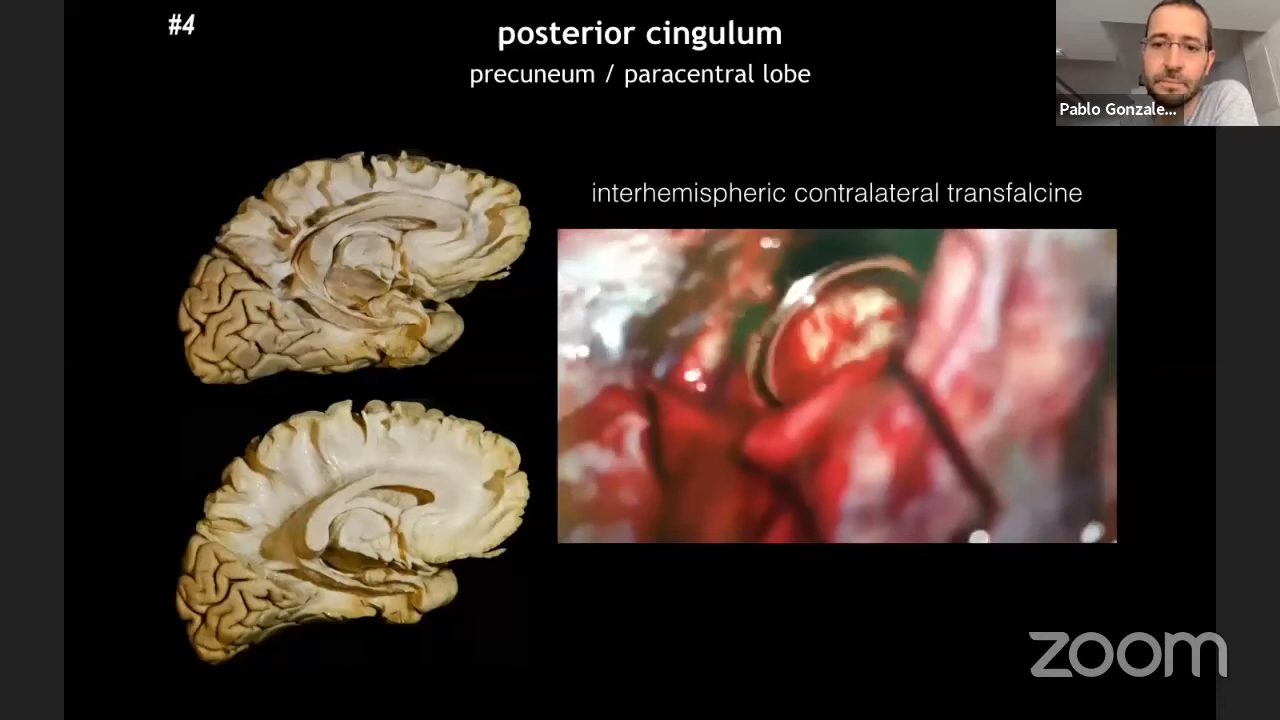 #4
posterior cingulum
precuneum / paracentral lobe
Pablo Gonzale...
interhemispheric contralateral transfalcine
zoom